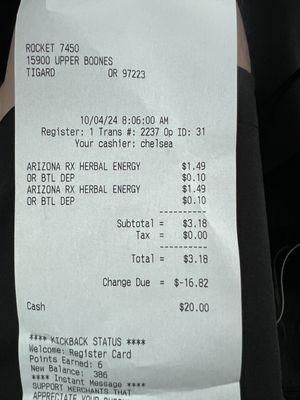 ROCKET 7450
15900 UPPER BOONES
TIGARD OR 97223
10/04/24 8:06:00 AM
Register: 1 Trans #: 2237 Op ID: 31
Your cashier: chelsea
ARIZONA RX HERBAL ENERGY $1.49
OR BTL DEP $0.10
ARIZONA RX HERBAL ENERGY $1.49
OR BTL DEP $0.10
Subtotal = $3.18
Tax = $0.00
Total = $3.18
Change Due = $-16.82
Cash $20.00
**** KICKBACK STATUS ****
Welcome: Register Card
Points Earned: 6
New Balance: 386
**** Instant Message ****
SUPPORT MERCHANTS THAT
APPRECIATE YOUR